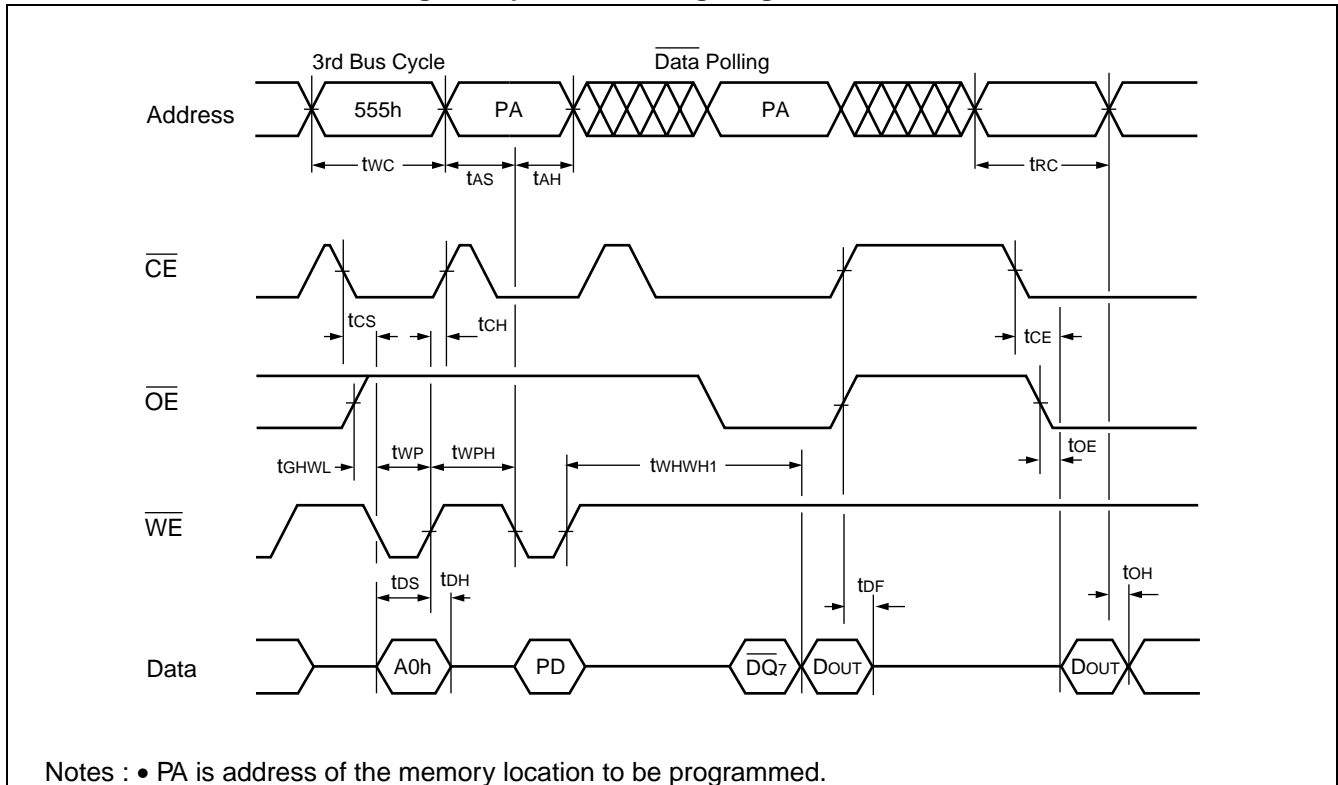 3rd Bus Cycle Data Polling
Address 555h PA PA
tWC tAS tAH tRC
CE
tCS tCH tCE
OE
tGHWL tWP tWPH tWHWH1 tOE
WE
tDS tDH tDF tOH
Data A0h PD DQ7 DOUT DOUT
Notes : • PA is address of the memory location to be programmed.